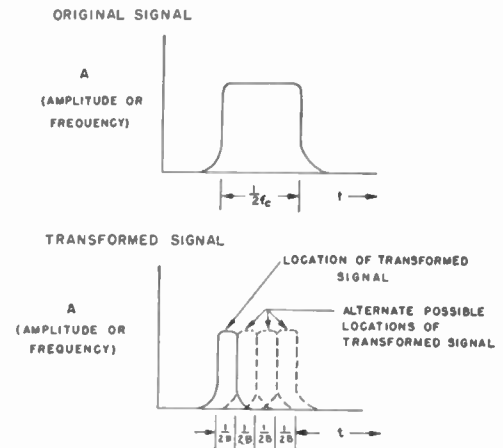 ORIGINAL SIGNAL
A
(AMPLITUDE OR
FREQUENCY)
1/2fc
t
TRANSFORMED SIGNAL
LOCATION OF TRANSFORMED
SIGNAL
A
(AMPLITUDE OR
FREQUENCY)
ALTERNATE POSSIBLE
LOCATIONS OF
TRANSFORMED SIGNAL
1/2B 1/2B 1/2B 1/2B t